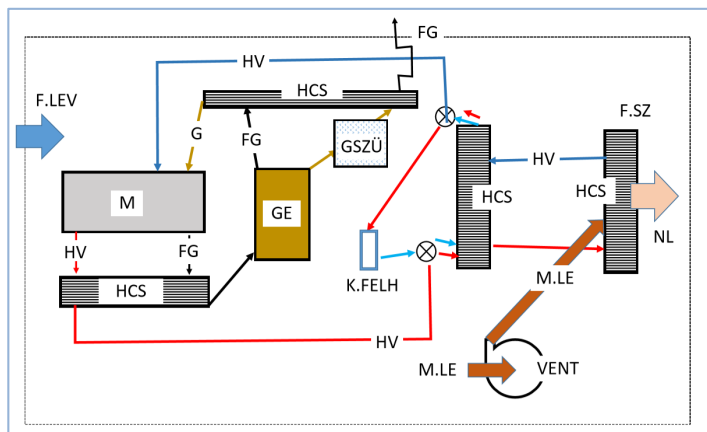 FG
HV
F.LEV
HCS
F.SZ
G
FG
GSZÜ
HV
M
GE
HCS
HCS
HV
FG
NL
HCS
K.FELH
M.LE
HV
M.LE
VENT